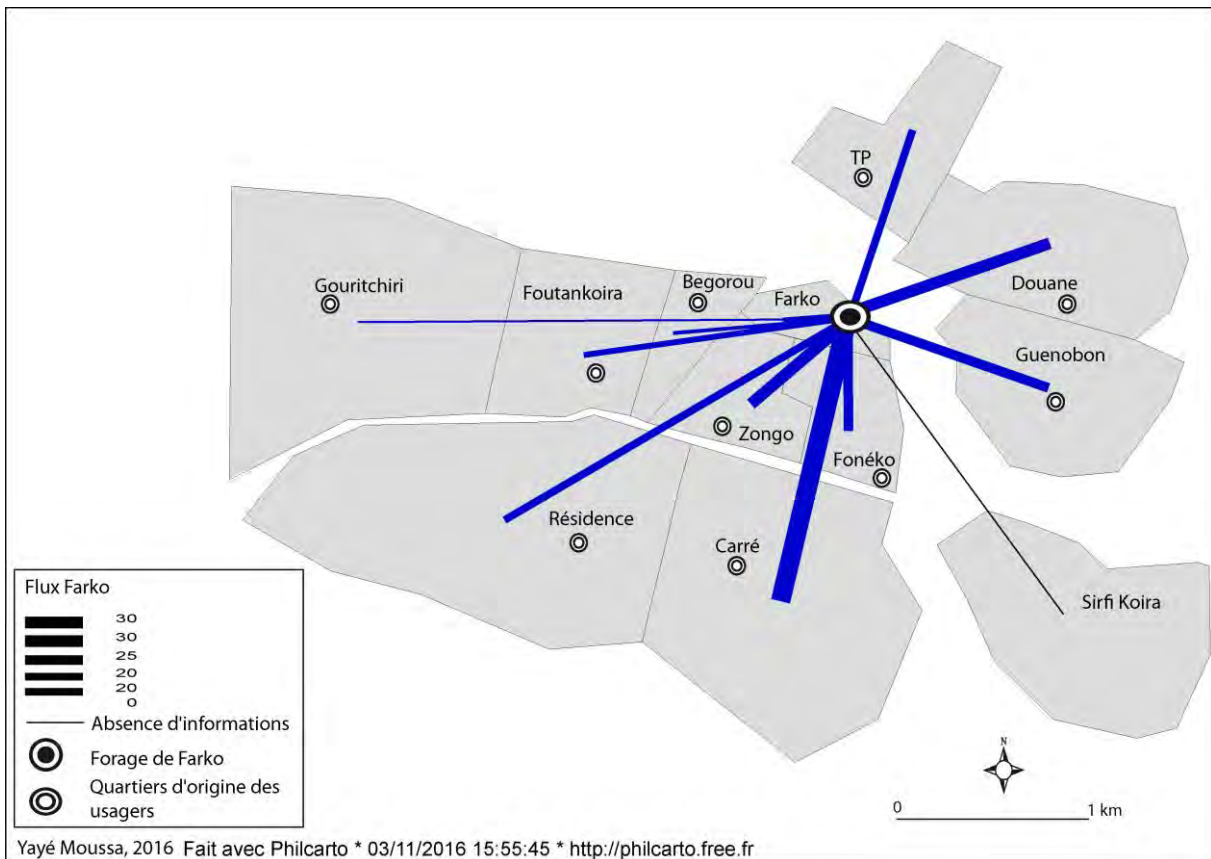 TP
Gouritchiri
Foutankoira
Begorou
Farko
Douane
Guenobon
Zongo
Fonéko
Résidence
Carré
Sirfi Koira
Flux Farko
30
30
25
20
20
0
Absence d'informations
Forage de Farko
Quartiers d'origine des
usagers
N
0
1 km
Yayé Moussa, 2016 Fait avec Philcarto * 03/11/2016 15:55:45 * http://philcarto.free.fr